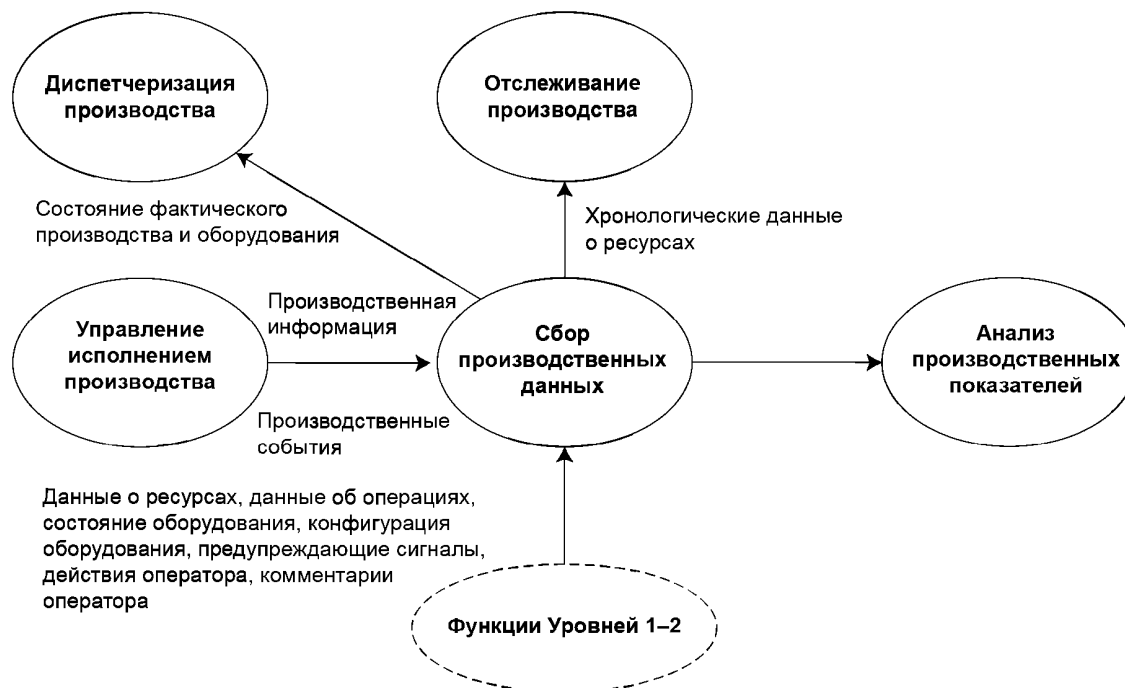 Диспетчеризация
производства
Отслеживание
производства
Состояние фактического
производства и оборудования
Хронологические данные
о ресурсах
Производственная
информация
Управление
исполнением
производства
Сбор
производственных
данных
Анализ
производственных
показателей
Производственные
события
Данные о ресурсах, данные об операциях,
состояние оборудования, конфигурация
оборудования, предупреждающие сигналы,
действия оператора, комментарии
оператора
Функции Уровней 1–2